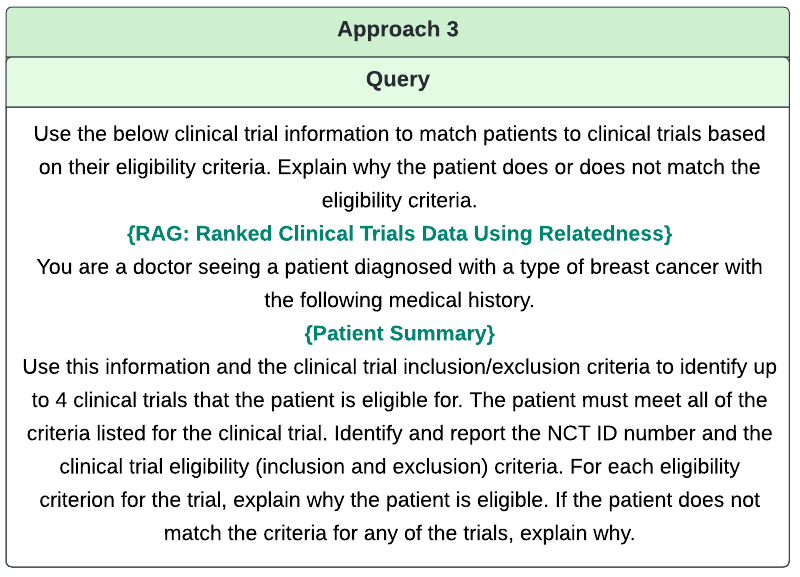 Approach 3
Query
Use the below clinical trial information to match patients to clinical trials based
on their eligibility criteria. Explain why the patient does or does not match the
eligibility criteria.
{RAG: Ranked Clinical Trials Data Using Relatedness}
You are a doctor seeing a patient diagnosed with a type of breast cancer with
the following medical history.
{Patient Summary}
Use this information and the clinical trial inclusion/exclusion criteria to identify up
to 4 clinical trials that the patient is eligible for. The patient must meet all of the
criteria listed for the clinical trial. Identify and report the NCT ID number and the
clinical trial eligibility (inclusion and exclusion) criteria. For each eligibility
criterion for the trial, explain why the patient is eligible. If the patient does not
match the criteria for any of the trials, explain why.